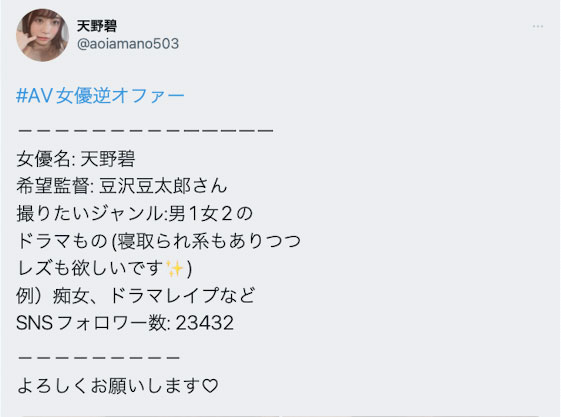 天野碧
@aoiamano503
#AV女優逆オファー
ーーーーーーーーーーーーーー
女優名: 天野碧
希望監督: 豆沢豆太郎さん
撮りたいジャンル:男1女2の
ドラマもの(寝取られ系もありつつ
レズも欲しいです✨)
例）痴女、ドラマレイプなど
SNSフォロワー数: 23432
ーーーーーーーーー
よろしくお願いします♡